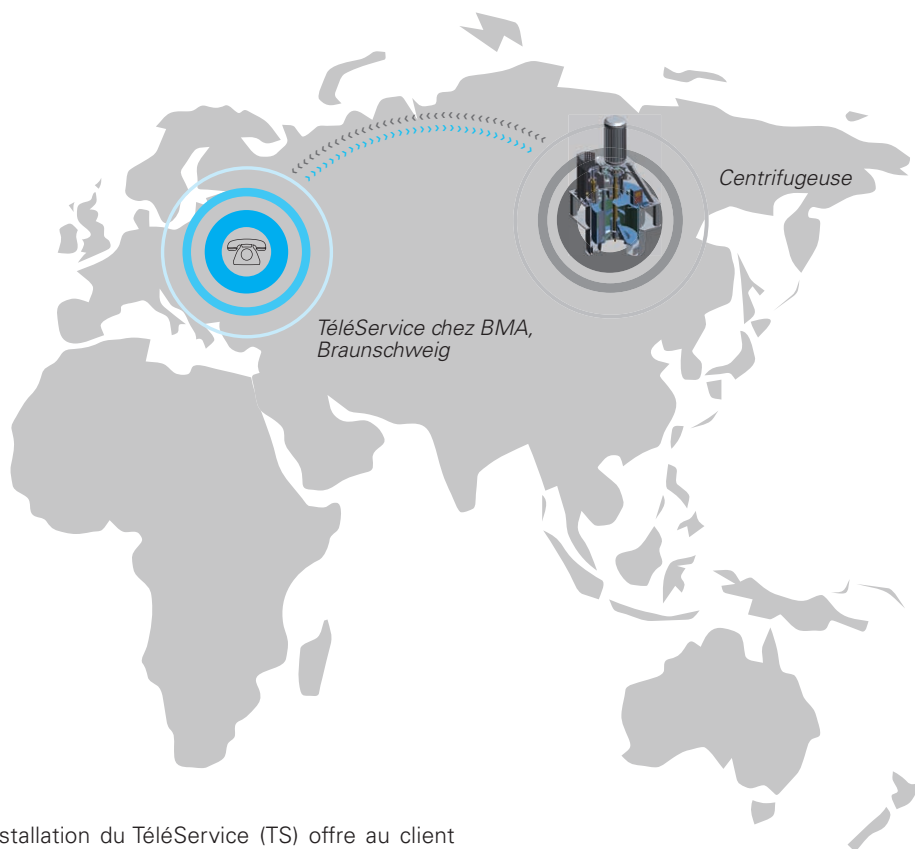 Centrifugeuse
TéléService chez BMA,
Braunschweig
stallation du TéléService (TS) offre au client